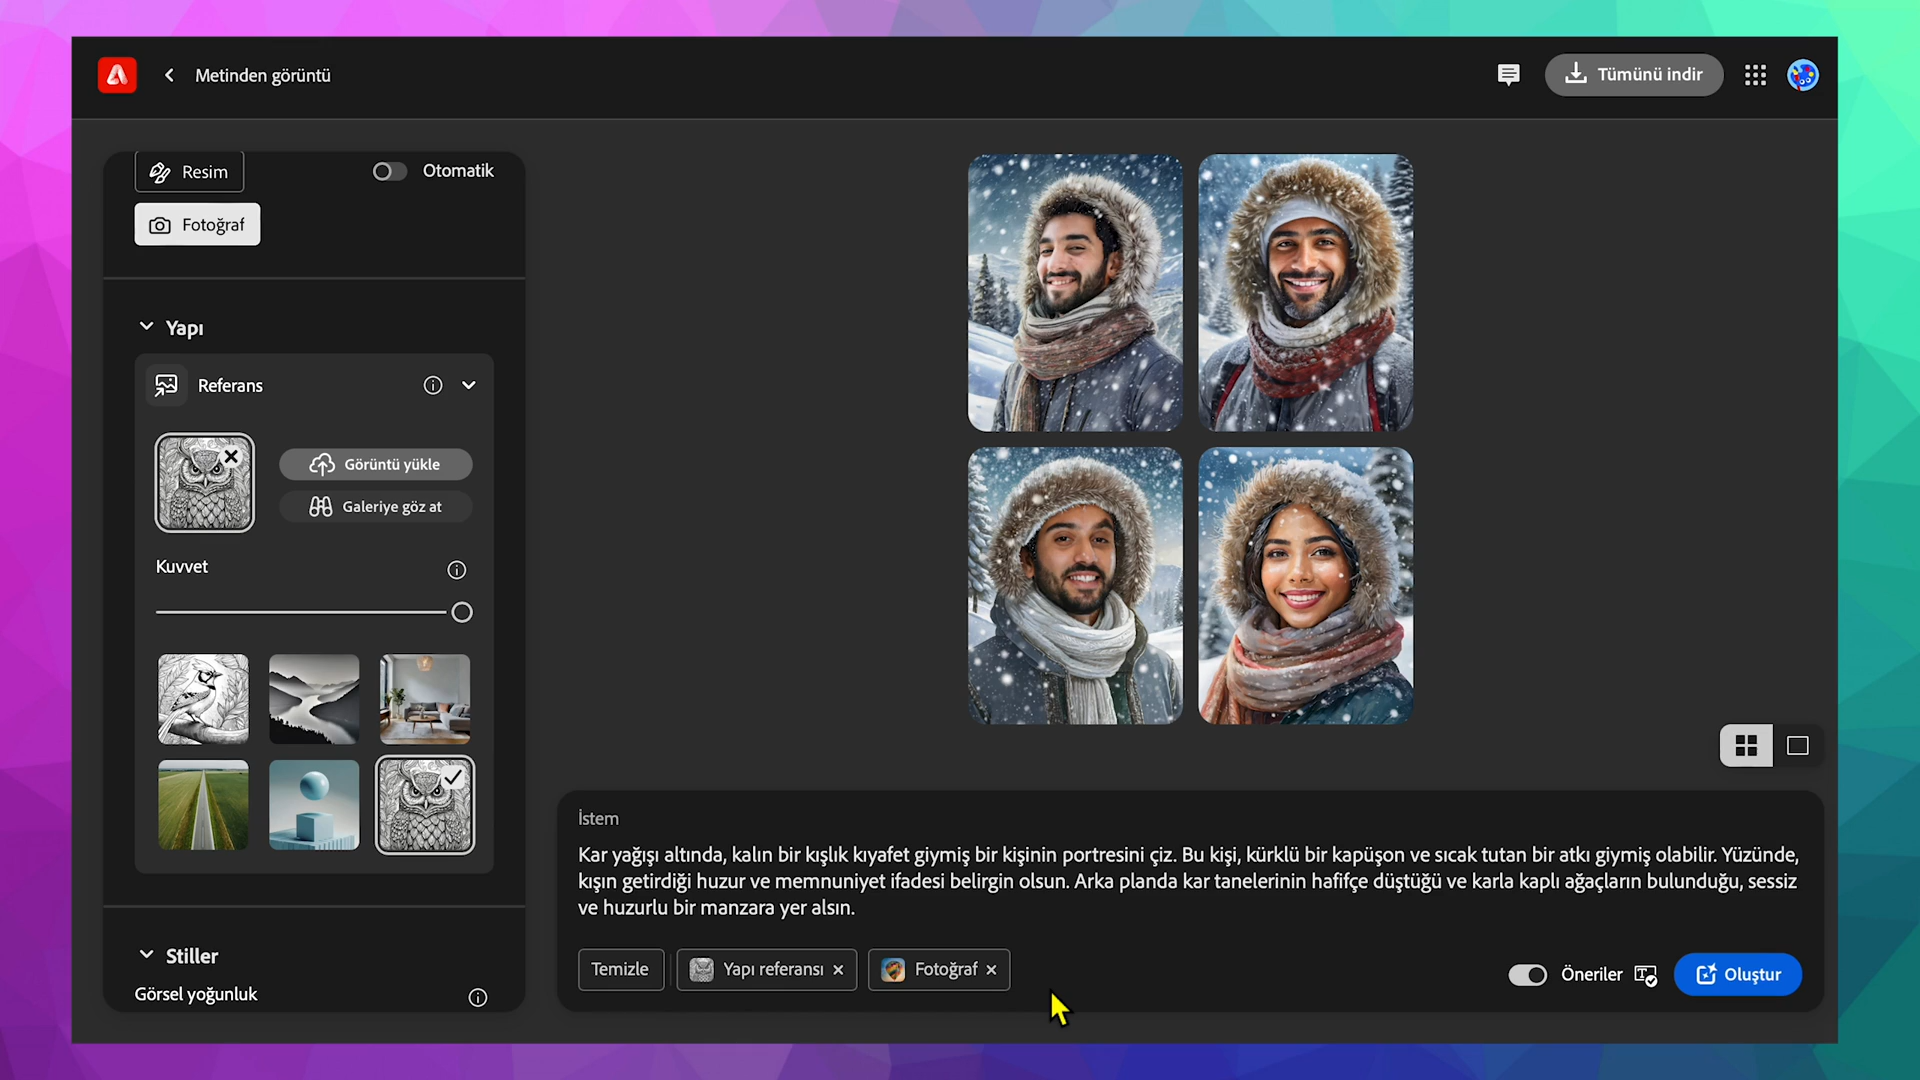 Metinden görüntü
Tümünü indir
Resim
Otomatik
Fotoğraf
Yapı
Referans
Görüntü yükle
Galeriye göz at
Kuvvet
Stiller
Görsel yoğunluk
İstem
Kar yağışı altında, kalın bir kışlık kıyafet giymiş bir kişinin portresini çiz. Bu kişi, kürklü bir kapüşon ve sıcak tutan bir atkı giymiş olabilir. Yüzünde,
kışın getirdiği huzur ve memnuniyet ifadesi belirgin olsun. Arka planda kar tanelerinin hafifçe düştüğü ve karla kaplı ağaçların bulunduğu, sessiz
ve huzurlu bir manzara yer alsın.
Temizle
Yapı referansı
Fotoğraf
Öneriler
Oluştur